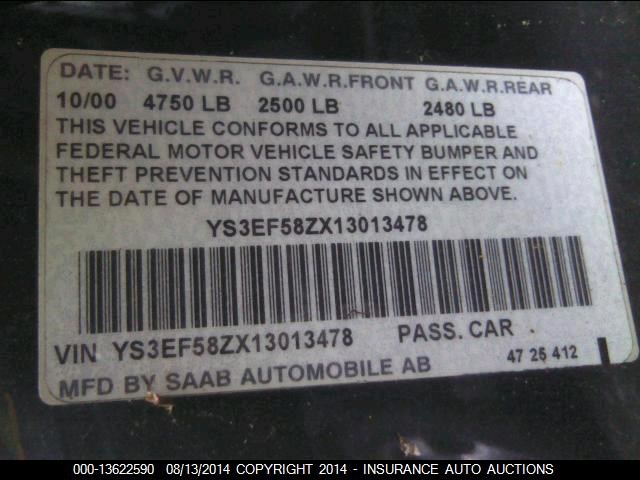 DATE: G.V.W.R. G.A.W.R.FRONT G.A.W.R.REAR
10/00 4750 LB 2500 LB 2480 LB
THIS VEHICLE CONFORMS TO ALL APPLICABLE
FEDERAL MOTOR VEHICLE SAFETY BUMPER AND
THEFT PREVENTION STANDARDS IN EFFECT ON
THE DATE OF MANUFACTURE SHOWN ABOVE.
YS3EF58ZX13013478
VIN YS3EF58ZX13013478 PASS. CAR
MFD BY SAAB AUTOMOBILE AB 47 25 412
000-13622590 08/13/2014 COPYRIGHT 2014 - INSURANCE AUTO AUCTIONS